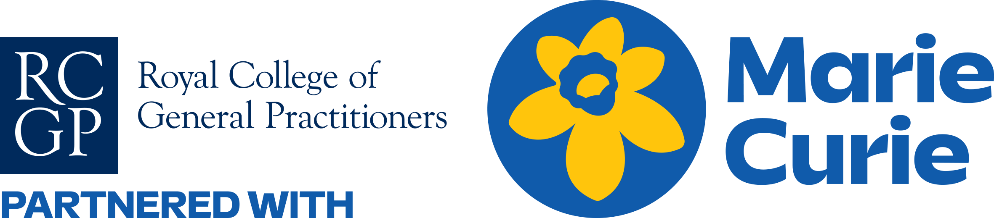 RC
GP
Royal College of
General Practitioners
PARTNERED WITH
Marie
Curie